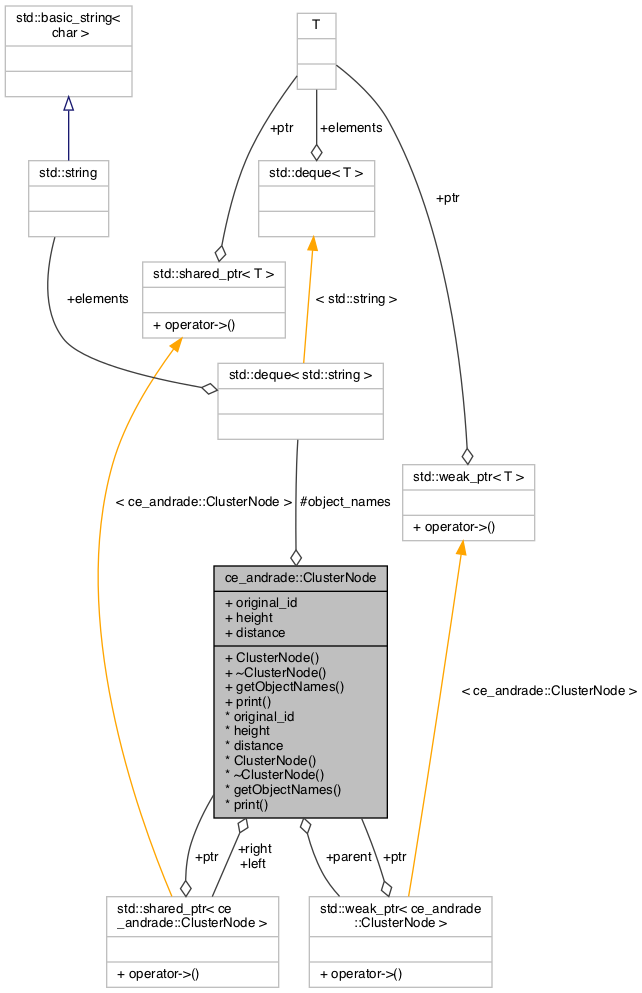 std::basic_string<
char >
T
+ptr
+elements
std::string
std::deque< T >
+ptr
std::shared_ptr< T >
+ operator->()
+elements
< std::string >
std::deque< std::string >
std::weak_ptr< T >
+ operator->()
< ce_andrade::ClusterNode >
#object_names
ce_andrade::ClusterNode
+ original_id
+ height
+ distance
+ ClusterNode()
+ ~ClusterNode()
+ getObjectNames()
+ print()
* original_id
* height
* distance
* ClusterNode()
* ~ClusterNode()
* getObjectNames()
* print()
< ce_andrade::ClusterNode >
+ptr
+right
+left
+parent
+ptr
std::shared_ptr< ce
_andrade::ClusterNode >
+ operator->()
std::weak_ptr< ce_andrade
::ClusterNode >
+ operator->()